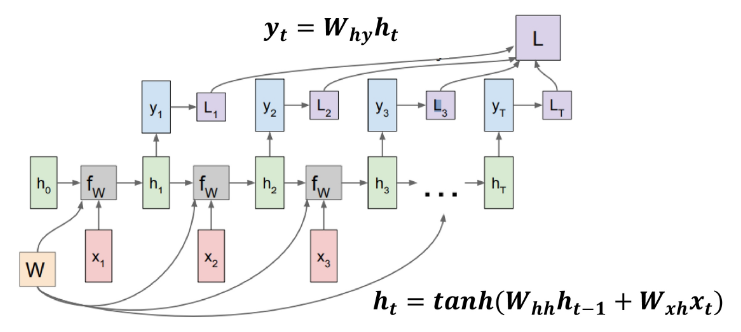 y_t = W_{hy}h_t
L
y_1 L_1 y_2 L_2 y_3 L_3 y_T L_T
h_0 f_W h_1 f_W h_2 f_W h_3 ... h_T
x_1 x_2 x_3
W
h_t = tanh(W_{hh}h_{t-1} + W_{xh}x_t)